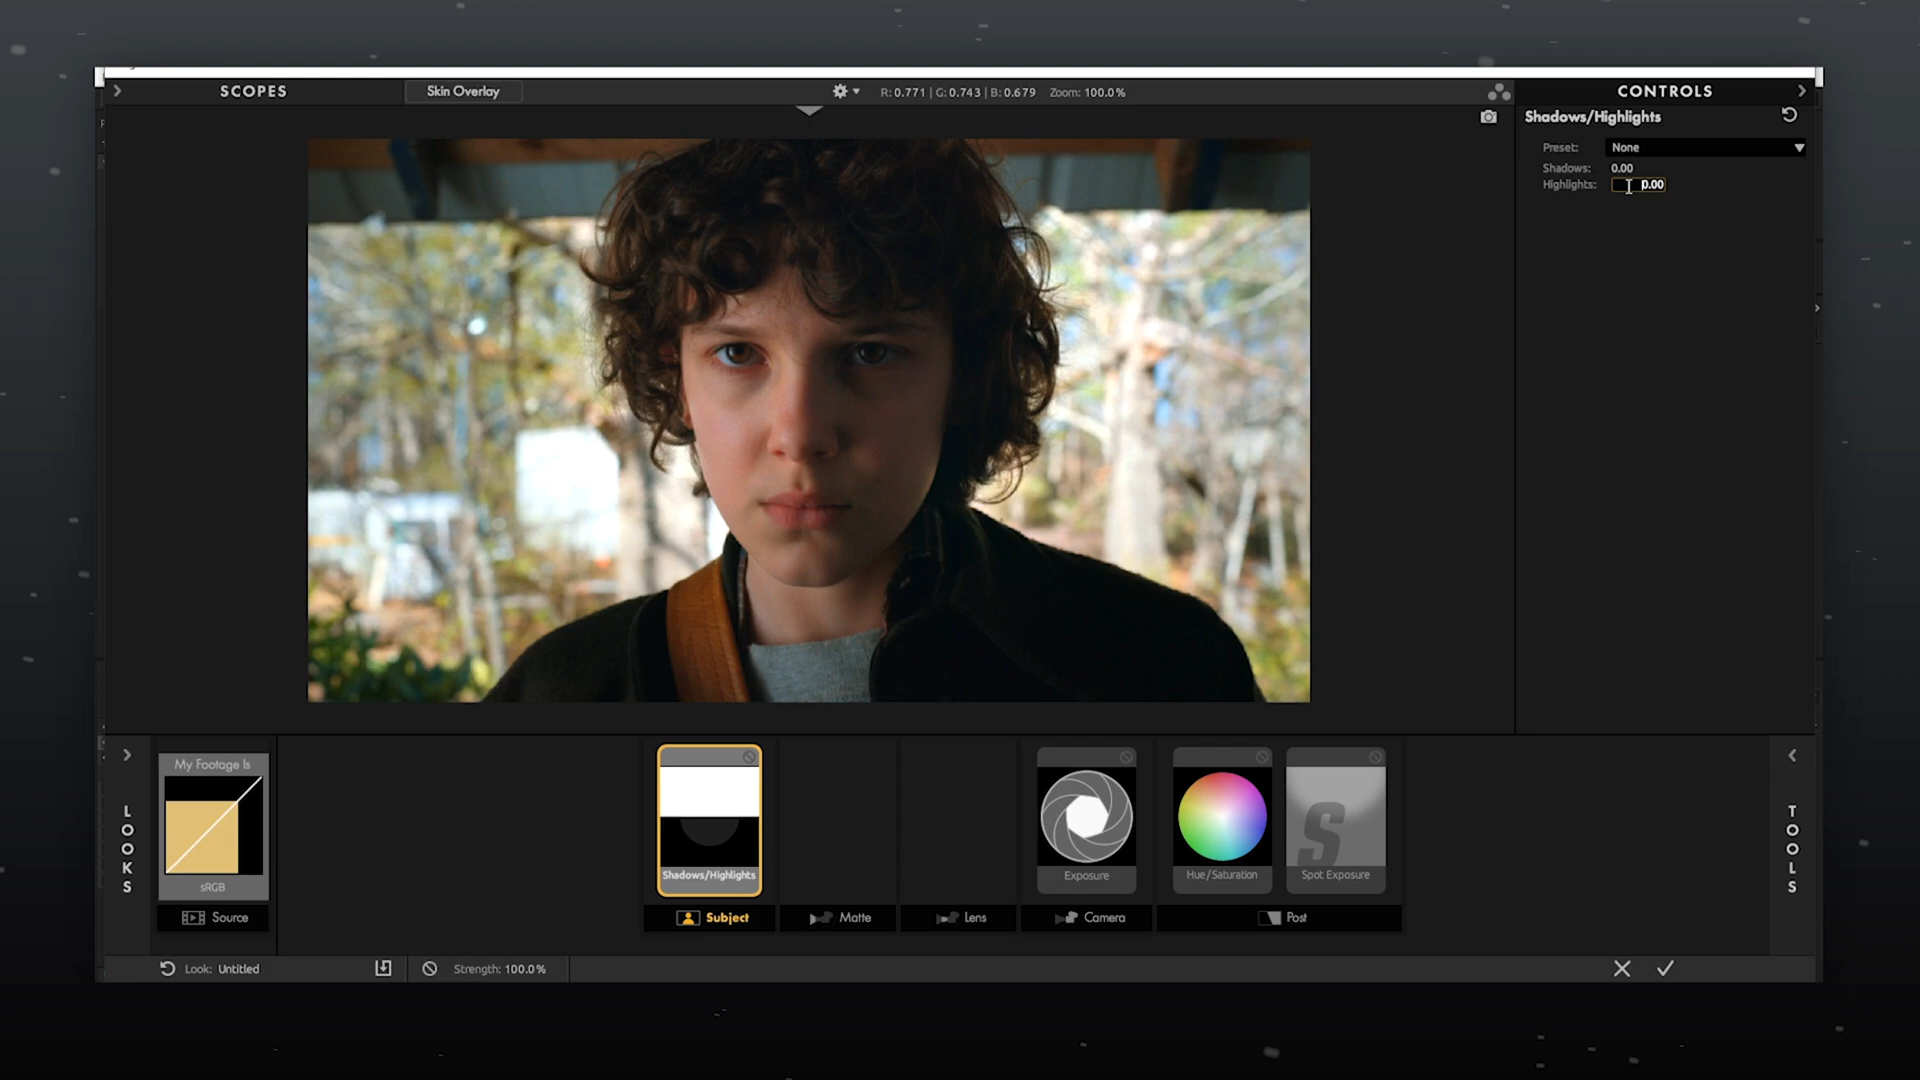 SCOPES
Skin Overlay
R: 0.771 | G: 0.743 | B: 0.679 Zoom: 100.0%
CONTROLS
Shadows/Highlights
Preset: None
Shadows: 0.00
Highlights: 0.00
LOOKS
My Footage Is
sRGB
Source
Shadows/Highlights
Subject
Matte
Lens
Exposure
Camera
Hue/Saturation
S
Spot Exposure
Post
TOOLS
Look: Untitled
Strength: 100.0%